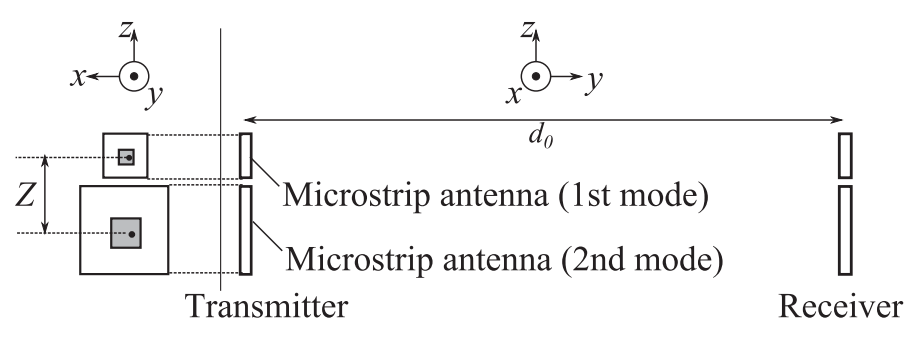 z
x
y
z
x
y
d0
Z
Microstrip antenna (1st mode)
Microstrip antenna (2nd mode)
Transmitter
Receiver